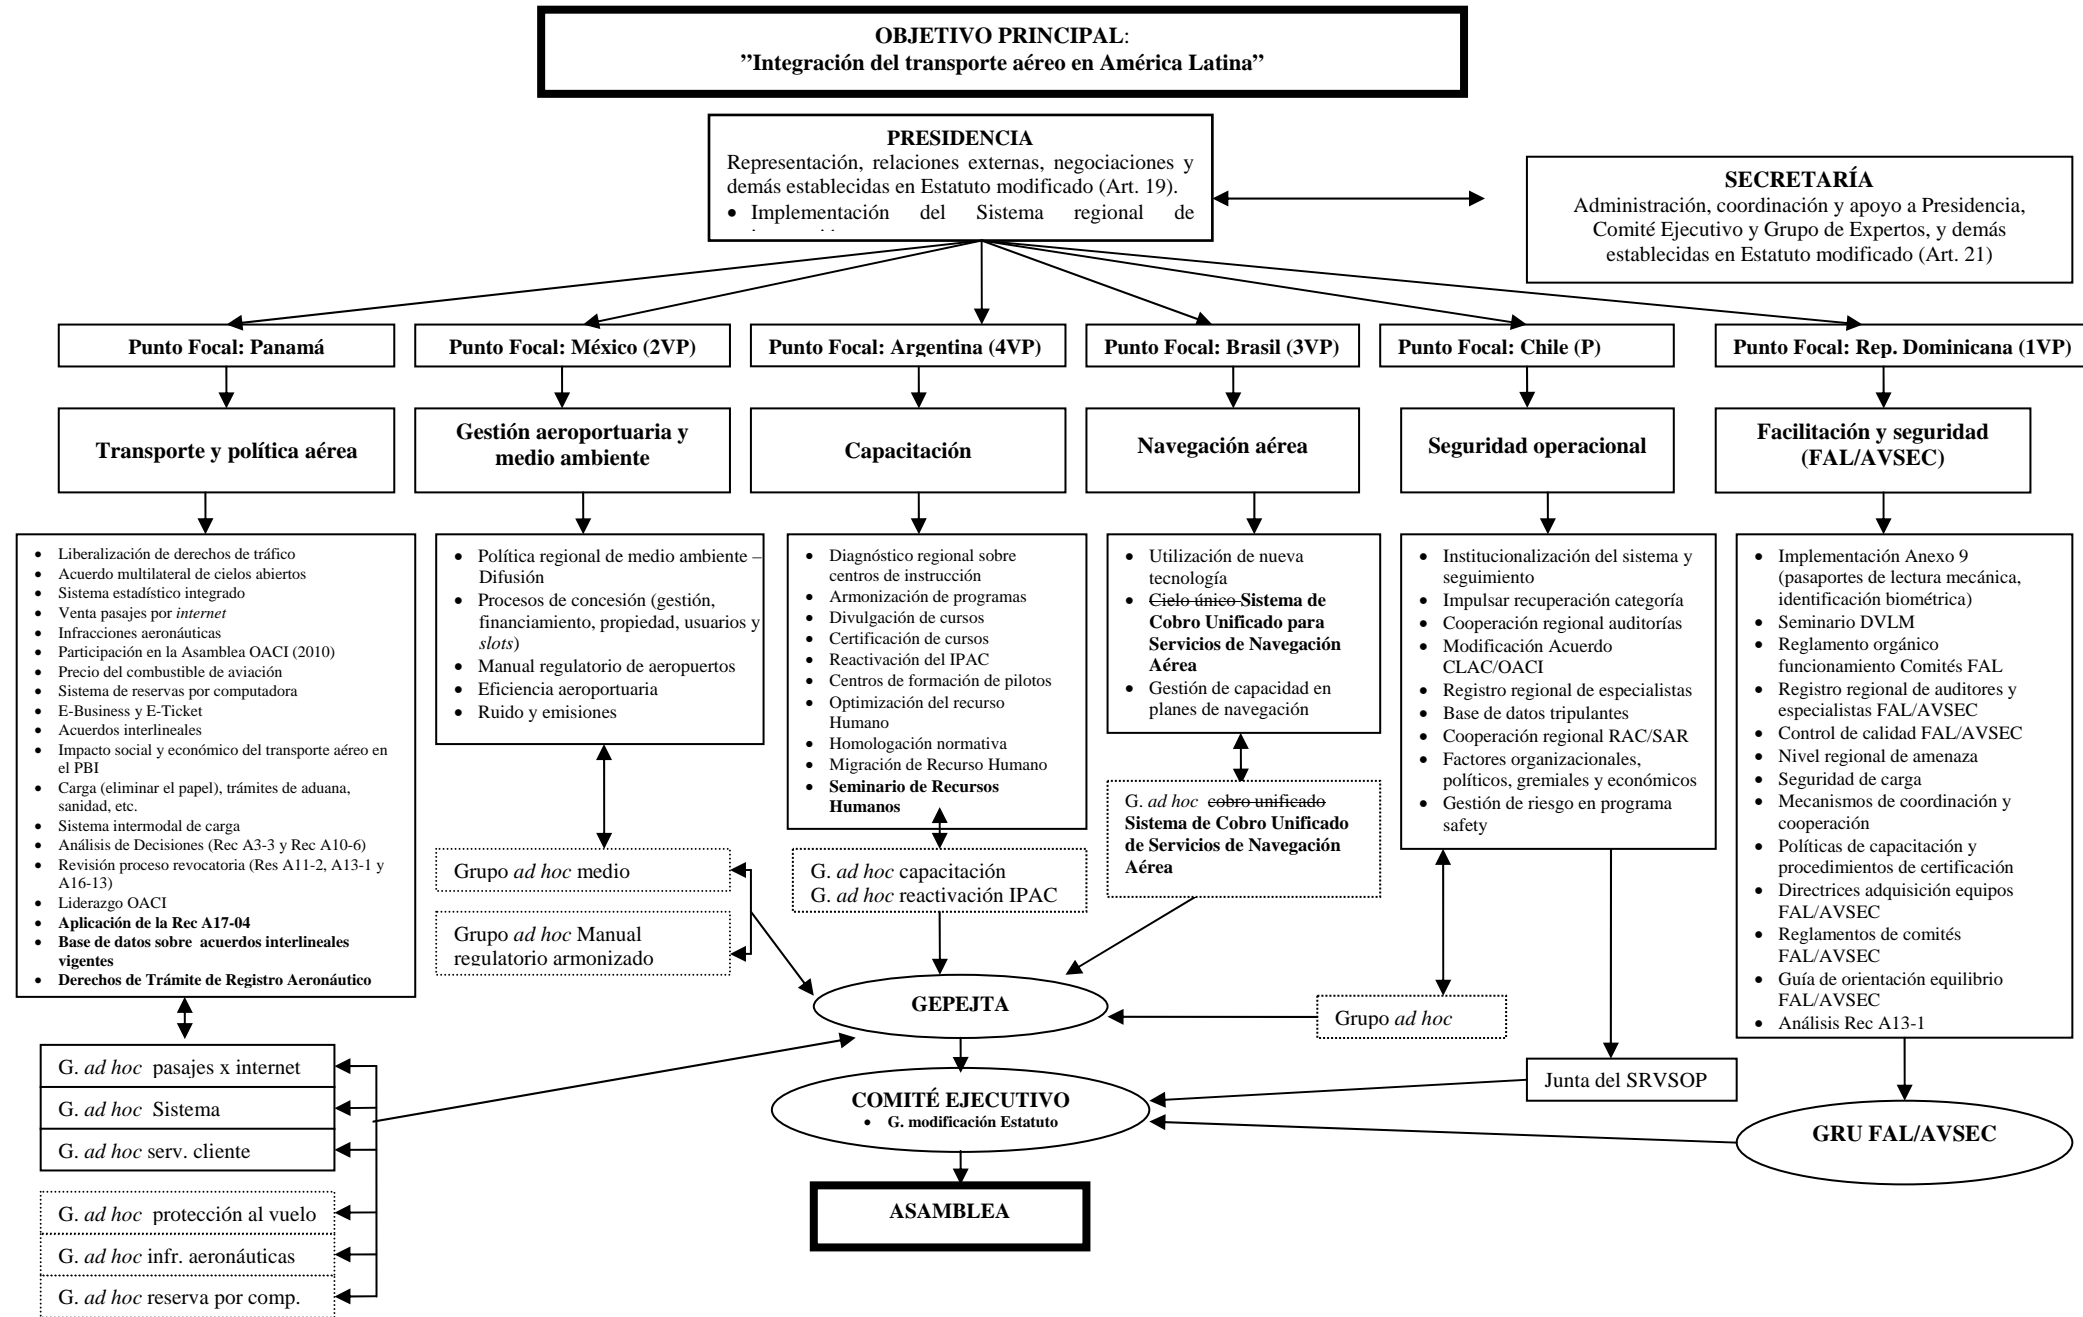 OBJETIVO PRINCIPAL:
”Integración del transporte aéreo en América Latina”
PRESIDENCIA
Representación, relaciones externas, negociaciones y
demás establecidas en Estatuto modificado (Art. 19).
• Implementación del Sistema regional de
SECRETARÍA
Administración, coordinación y apoyo a Presidencia,
Comité Ejecutivo y Grupo de Expertos, y demás
establecidas en Estatuto modificado (Art. 21)
Punto Focal: Panamá
Punto Focal: México (2VP)
Punto Focal: Argentina (4VP)
Punto Focal: Brasil (3VP)
Punto Focal: Chile (P)
Punto Focal: Rep. Dominicana (1VP)
Transporte y política aérea
Gestión aeroportuaria y
medio ambiente
Capacitación
Navegación aérea
Seguridad operacional
Facilitación y seguridad
(FAL/AVSEC)
• Liberalización de derechos de tráfico
• Acuerdo multilateral de cielos abiertos
• Sistema estadístico integrado
• Venta pasajes por internet
• Infracciones aeronáuticas
• Participación en la Asamblea OACI (2010)
• Precio del combustible de aviación
• Sistema de reservas por computadora
• E-Business y E-Ticket
• Acuerdos interlineales
• Impacto social y económico del transporte aéreo en
el PBI
• Carga (eliminar el papel), trámites de aduana,
sanidad, etc.
• Sistema intermodal de carga
• Análisis de Decisiones (Rec A3-3 y Rec A10-6)
• Revisión proceso revocatoria (Res A11-2, A13-1 y
A16-13)
• Liderazgo OACI
• Aplicación de la Rec A17-04
• Base de datos sobre acuerdos interlineales
vigentes
• Derechos de Trámite de Registro Aeronáutico
• Política regional de medio ambiente –
Difusión
• Procesos de concesión (gestión,
financiamiento, propiedad, usuarios y
slots)
• Manual regulatorio de aeropuertos
• Eficiencia aeroportuaria
• Ruido y emisiones
• Diagnóstico regional sobre
centros de instrucción
• Armonización de programas
• Divulgación de cursos
• Certificación de cursos
• Reactivación del IPAC
• Centros de formación de pilotos
• Optimización del recurso
Humano
• Homologación normativa
• Migración de Recurso Humano
• Seminario de Recursos
Humanos
• Utilización de nueva
tecnología
• Cielo único Sistema de
Cobro Unificado para
Servicios de Navegación
Aérea
• Gestión de capacidad en
planes de navegación
• Institucionalización del sistema y
seguimiento
• Impulsar recuperación categoría
• Cooperación regional auditorías
• Modificación Acuerdo
CLAC/OACI
• Registro regional de especialistas
• Base de datos tripulantes
• Cooperación regional RAC/SAR
• Factores organizacionales,
políticos, gremiales y económicos
• Gestión de riesgo en programa
safety
• Implementación Anexo 9
(pasaportes de lectura mecánica,
identificación biométrica)
• Seminario DVLM
• Reglamento orgánico
funcionamiento Comités FAL
• Registro regional de auditores y
especialistas FAL/AVSEC
• Control de calidad FAL/AVSEC
• Nivel regional de amenaza
• Seguridad de carga
• Mecanismos de coordinación y
cooperación
• Políticas de capacitación y
procedimientos de certificación
• Directrices adquisición equipos
FAL/AVSEC
• Reglamentos de comités
FAL/AVSEC
• Guía de orientación equilibrio
FAL/AVSEC
• Análisis Rec A13-1
Grupo ad hoc medio
Grupo ad hoc Manual
regulatorio armonizado
G. ad hoc capacitación
G. ad hoc reactivación IPAC
G. ad hoc cobro unificado
Sistema de Cobro Unificado
de Servicios de Navegación
Aérea
GEPEJTA
Grupo ad hoc
G. ad hoc pasajes x internet
G. ad hoc Sistema
G. ad hoc serv. cliente
G. ad hoc protección al vuelo
G. ad hoc infr. aeronáuticas
G. ad hoc reserva por comp.
COMITÉ EJECUTIVO
• G. modificación Estatuto
Junta del SRVSOP
GRU FAL/AVSEC
ASAMBLEA